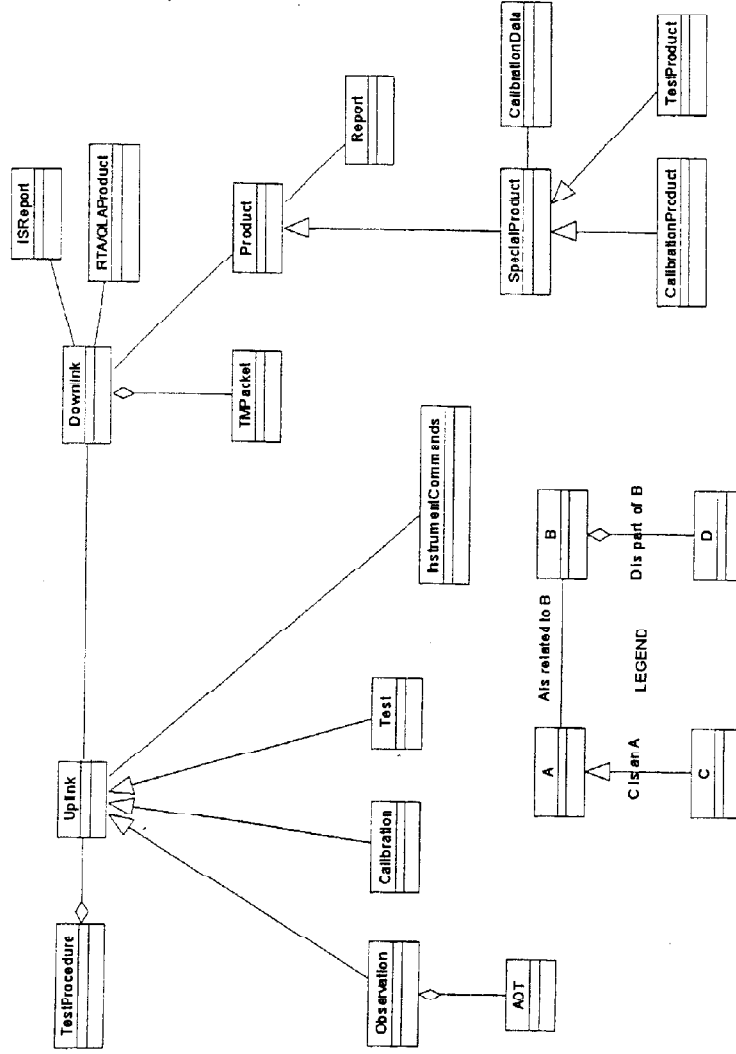 ISReport
RTA/QLAProduct
Downlink
Product
Report
TMPacket
SpecialProduct
CalibrationData
CalibrationProduct
TestProduct
Uplink
TestProcedure
Observation
Calibration
Test
InstrumentCommands
AOT
A
A is related to B
B
C is an A
LEGEND
D is part of B
C
D